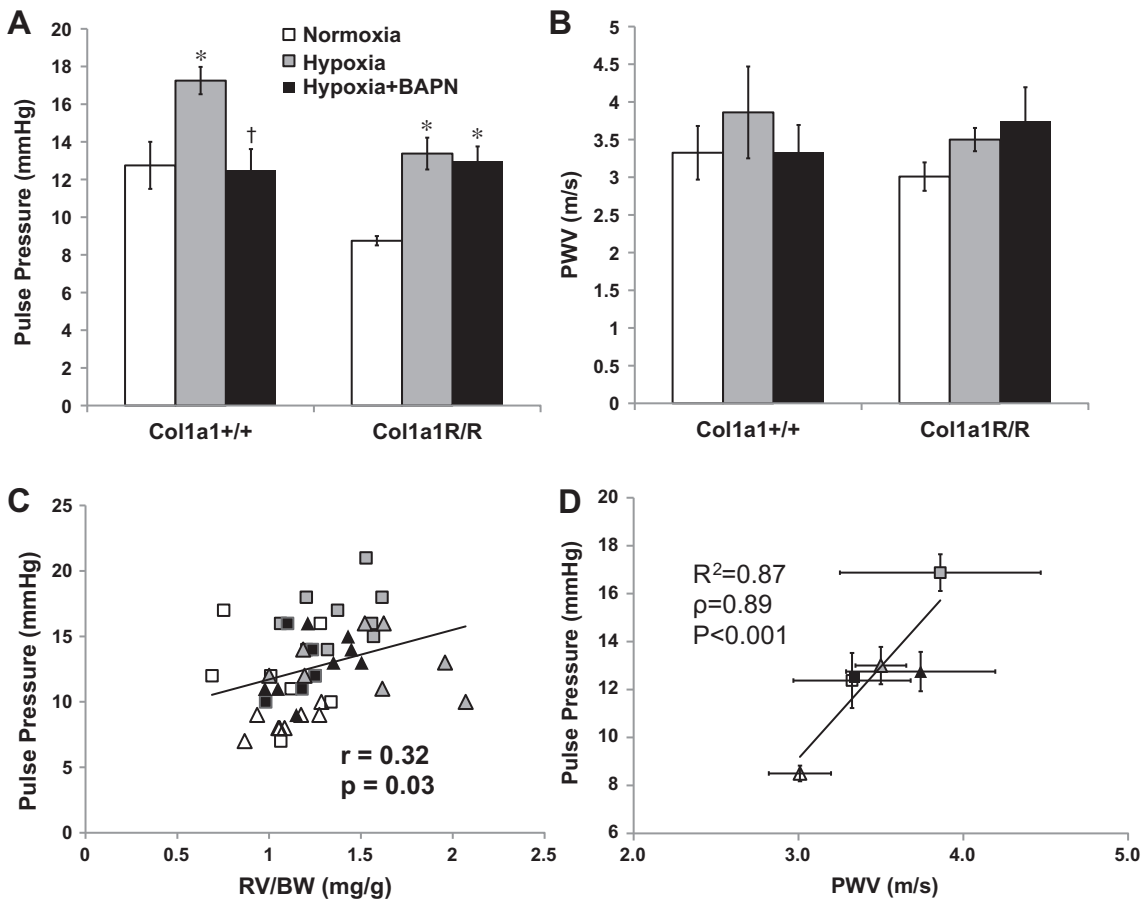 A
Pulse Pressure (mmHg)
20
18
16
14
12
10
8
6
4
2
0
*
†
*
*
Normoxia
Hypoxia
Hypoxia+BAPN
Col1a1+/+
Col1a1R/R
B
PWV (m/s)
5
4.5
4
3.5
3
2.5
2
1.5
1
0.5
0
Col1a1+/+
Col1a1R/R
C
Pulse Pressure (mmHg)
25
20
15
10
5
0
r = 0.32
p = 0.03
0
0.5
1
1.5
2
2.5
RV/BW (mg/g)
D
Pulse Pressure (mmHg)
20
18
16
14
12
10
8
6
R²=0.87
ρ=0.89
P<0.001
2.0
3.0
4.0
5.0
PWV (m/s)